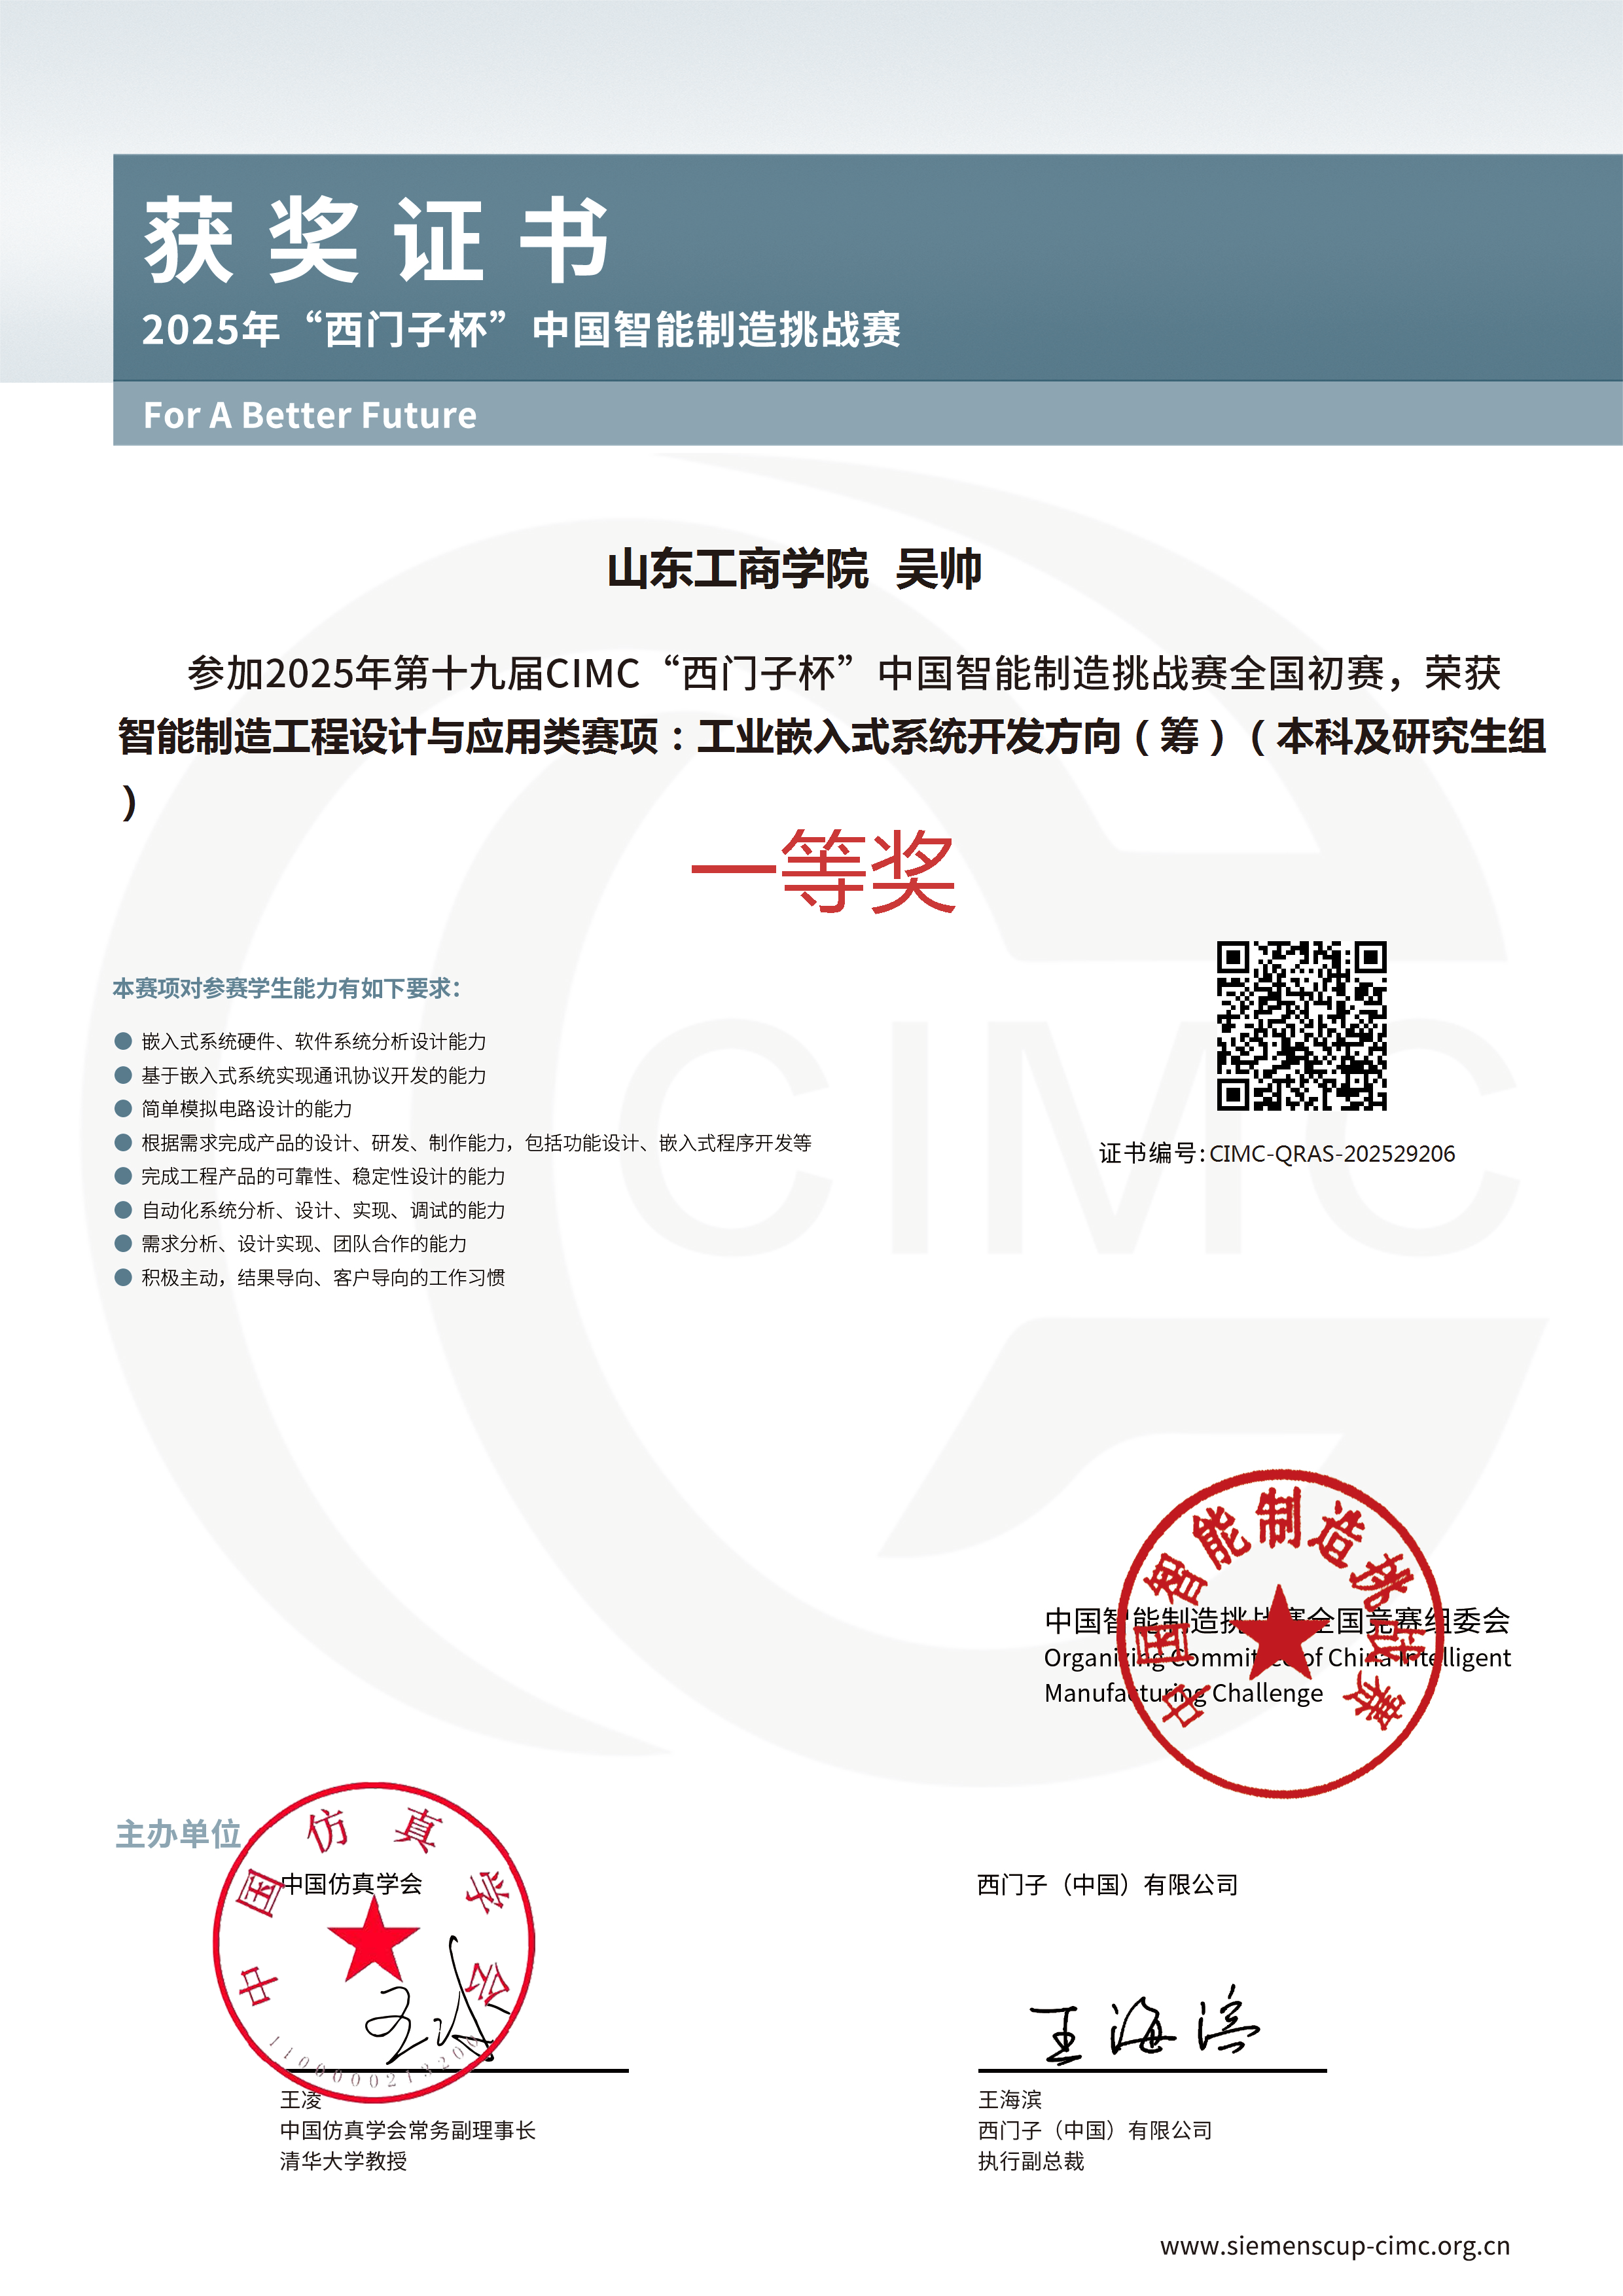 获奖证书
2025年“西门子杯”中国智能制造挑战赛
For A Better Future
山东工商学院 吴帅
参加2025年第十九届CIMC“西门子杯”中国智能制造挑战赛全国初赛，荣获
智能制造工程设计与应用类赛项：工业嵌入式系统开发方向（筹）（本科及研究生组
）
一等奖
本赛项对参赛学生能力有如下要求：
嵌入式系统硬件、软件系统分析设计能力
基于嵌入式系统实现通讯协议开发的能力
简单模拟电路设计的能力
根据需求完成产品的设计、研发、制作能力，包括功能设计、嵌入式程序开发等
完成工程产品的可靠性、稳定性设计的能力
自动化系统分析、设计、实现、调试的能力
需求分析、设计实现、团队合作的能力
积极主动，结果导向、客户导向的工作习惯
证书编号：CIMC-QRAS-202529206
CIMC
中国智能制造挑战赛
中国智能制造挑战赛全国竞赛组委会
Organizing Committee of China Intelligent
Manufacturing Challenge
主办单位
中国仿真学会
中国仿真学会
西门子（中国）有限公司
王凌
王海滨
王凌
中国仿真学会常务副理事长
清华大学教授
王海滨
西门子（中国）有限公司
执行副总裁
www.siemenscup-cimc.org.cn